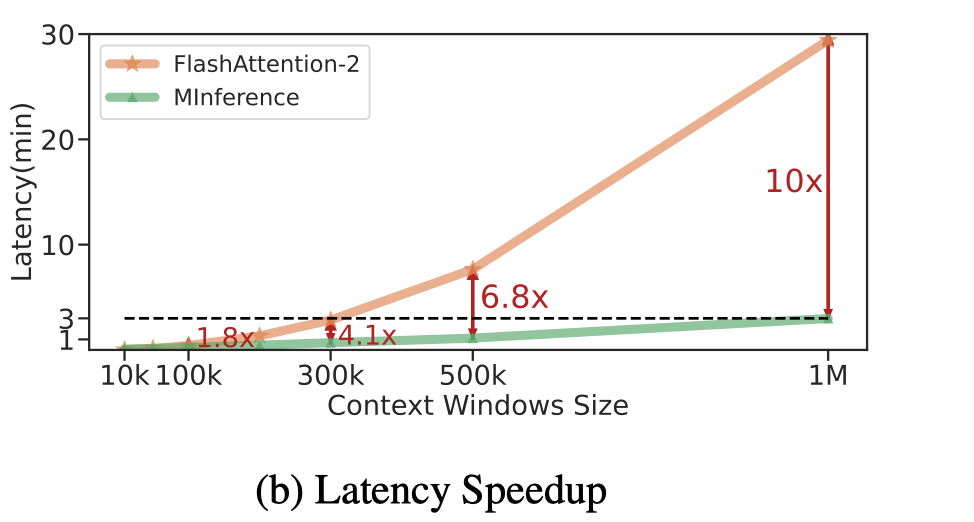 30
FlashAttention-2
MInference
20
10x
10
6.8x
3
1.8x 4.1x
1
Latency(min)
10k 100k 300k 500k 1M
Context Windows Size
(b) Latency Speedup